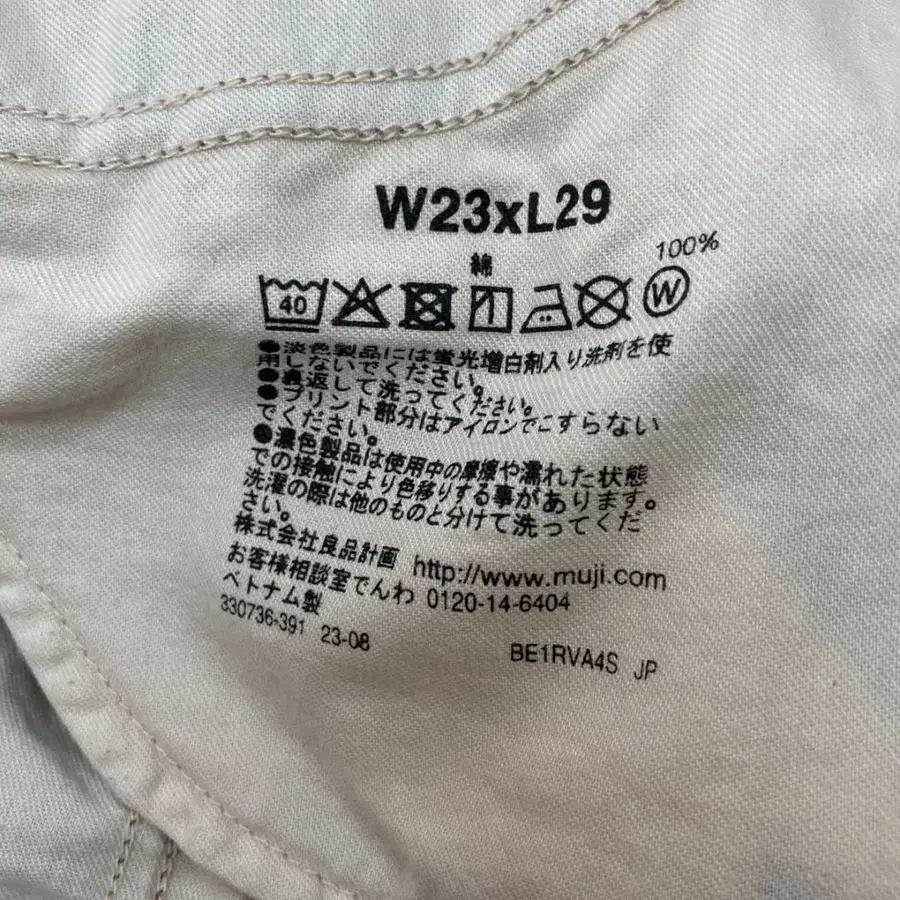 W23xL29
綿 100%
40 W
●淡色製品には蛍光増白剤入り洗剤を使
用しないでください。
●裏返して洗ってください。
●プリント部分はアイロンでこすらない
でください。
●濃色製品は使用中の摩擦や濡れた状態
での接触により色移りする事があります。
洗濯の際は他のものと分けて洗ってくだ
さい。
株式会社良品計画 http://www.muji.com
お客様相談室でんわ 0120-14-6404
ベトナム製
330736-391 23-08 BE1RVA4S JP